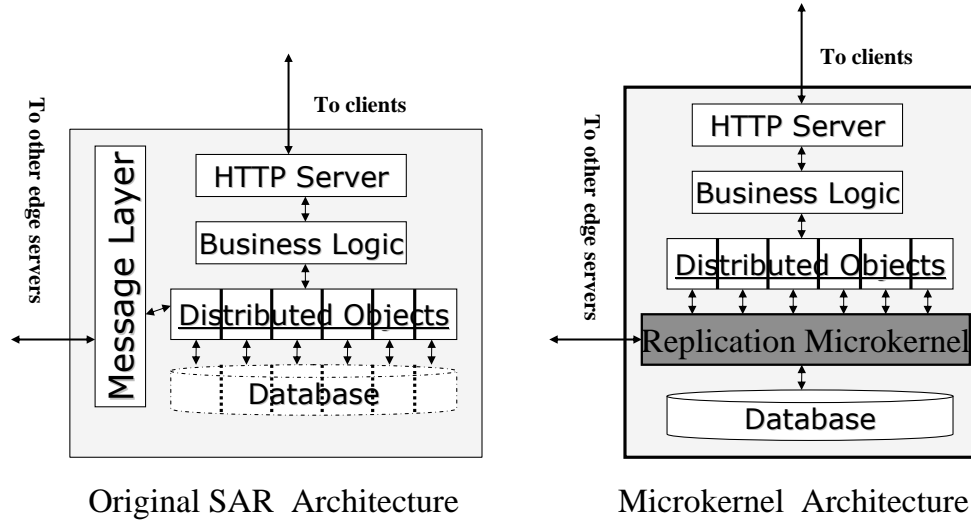 To clients
To other edge servers
Message Layer
HTTP Server
Business Logic
Distributed Objects
Database
Original SAR Architecture
To clients
To other edge servers
HTTP Server
Business Logic
Distributed Objects
Replication Microkernel
Database
Microkernel Architecture